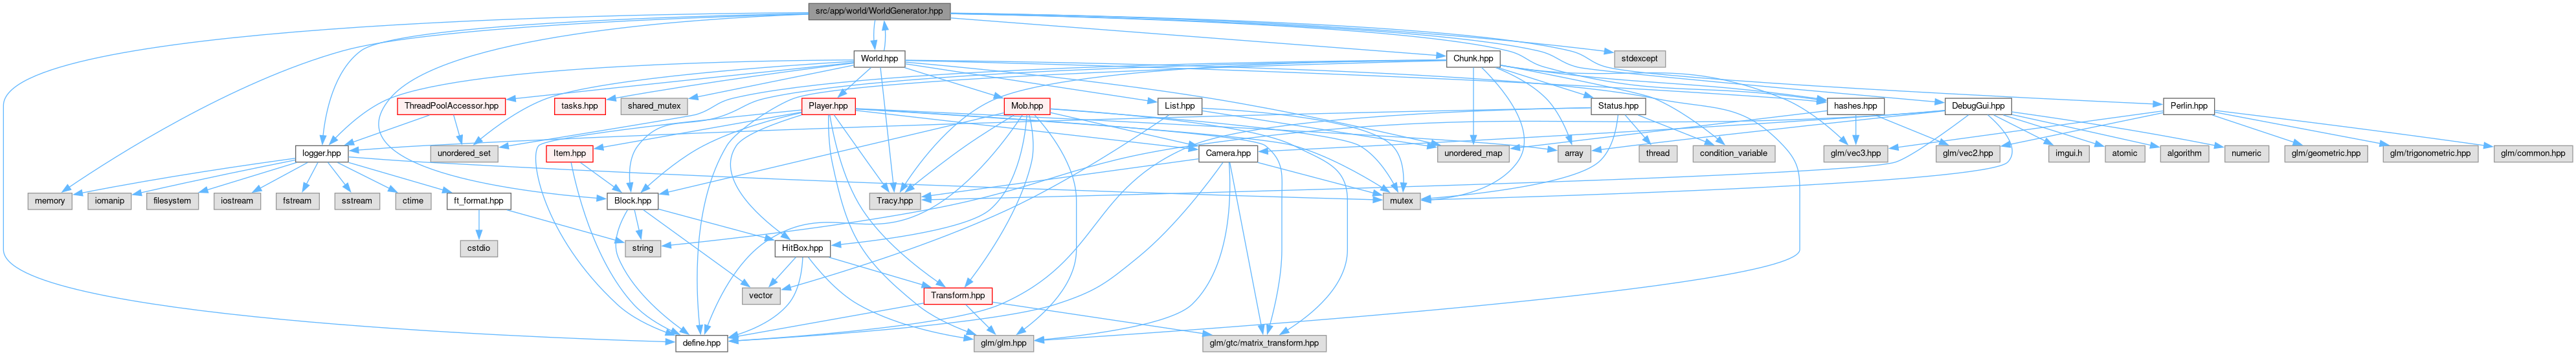 src/app/world/WorldGenerator.hpp
World.hpp
Chunk.hpp
stdexcept
ThreadPoolAccessor.hpp
tasks.hpp
shared_mutex
Player.hpp
Mob.hpp
List.hpp
Status.hpp
hashes.hpp
DebugGui.hpp
Perlin.hpp
logger.hpp
unordered_set
Item.hpp
Camera.hpp
unordered_map
array
thread
condition_variable
glm/vec3.hpp
glm/vec2.hpp
imgui.h
atomic
algorithm
numeric
glm/geometric.hpp
glm/trigonometric.hpp
glm/common.hpp
memory
iomanip
filesystem
iostream
fstream
sstream
ctime
ft_format.hpp
Block.hpp
Tracy.hpp
mutex
cstdio
string
HitBox.hpp
vector
Transform.hpp
define.hpp
glm/glm.hpp
glm/gtc/matrix_transform.hpp